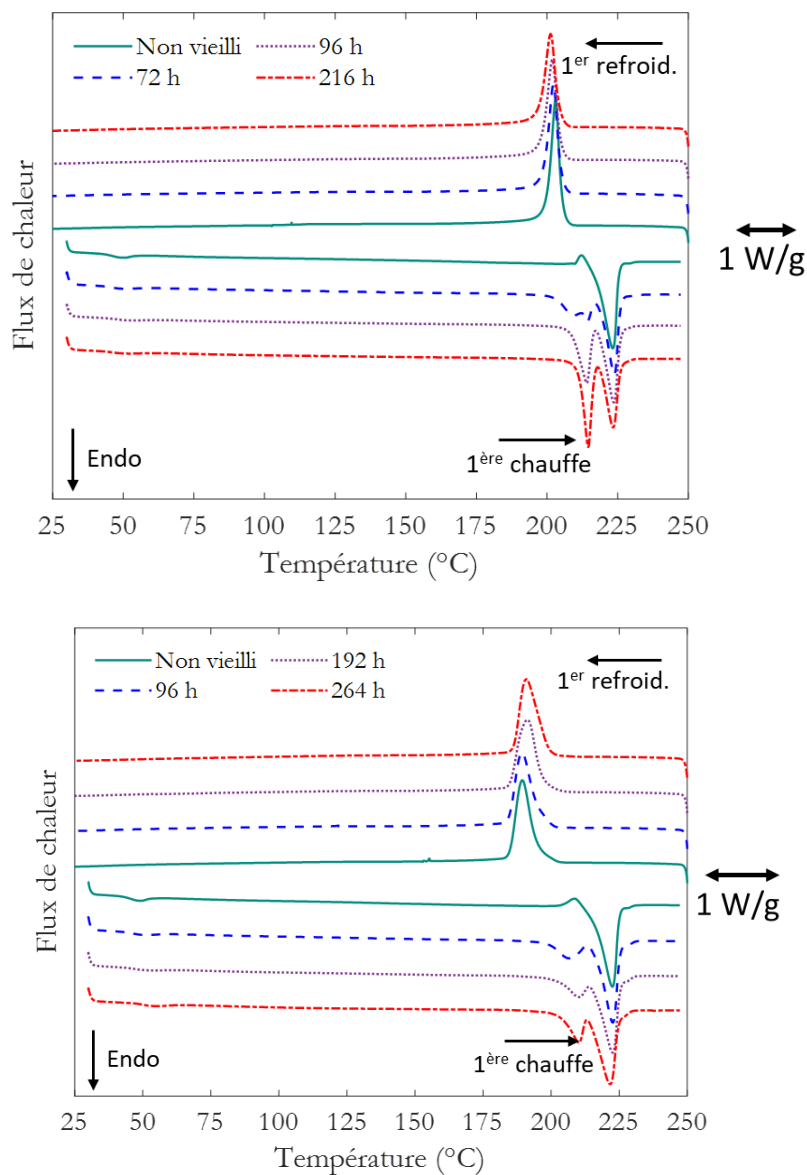 Non vieilli 96 h
72 h 216 h
1er refroid.
Flux de chaleur
1 W/g
Endo
1ère chauffe
25 50 75 100 125 150 175 200 225 250
Température (°C)
Non vieilli 192 h
96 h 264 h
1er refroid.
Flux de chaleur
1 W/g
Endo
1ère chauffe
25 50 75 100 125 150 175 200 225 250
Température (°C)